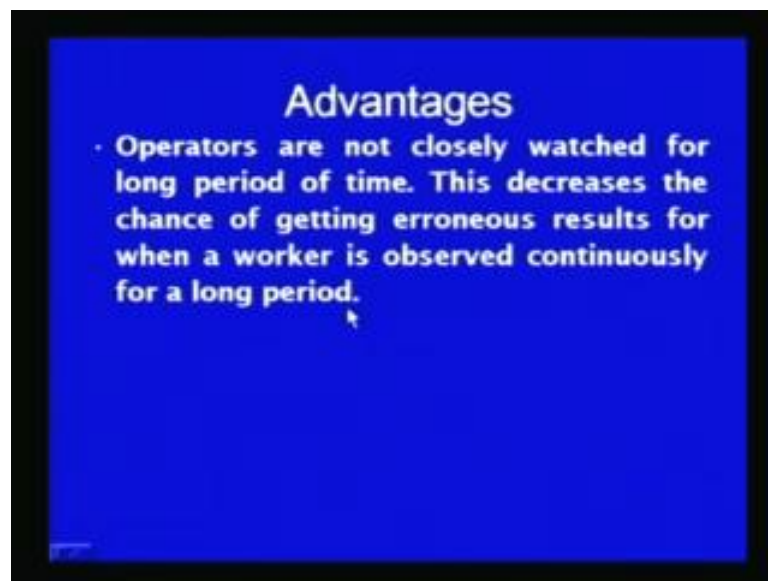 Advantages
· Operators are not closely watched for
long period of time. This decreases the
chance of getting erroneous results for
when a worker is observed continuously
for a long period.